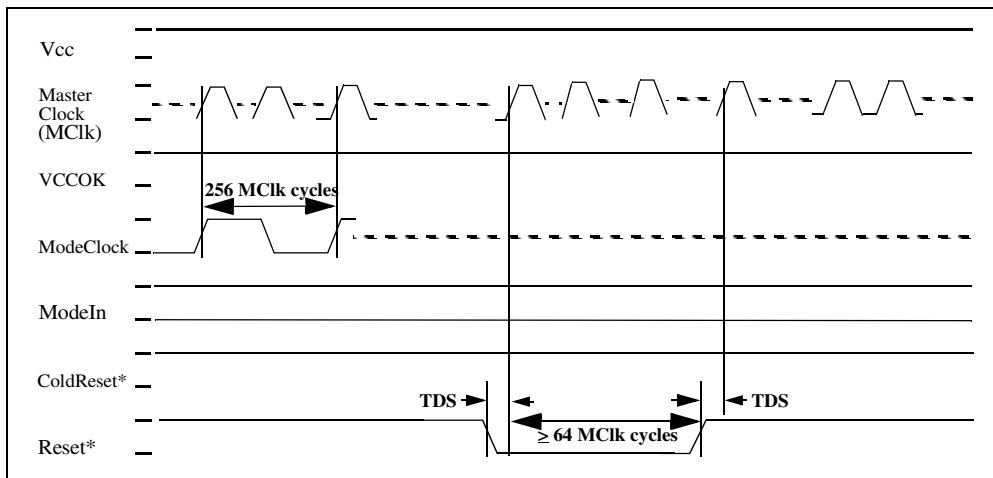 Vcc
Master
Clock
(MClk)
VCCOK
256 MClk cycles
ModeClock
ModeIn
ColdReset*
TDS
TDS
≥ 64 MClk cycles
Reset*